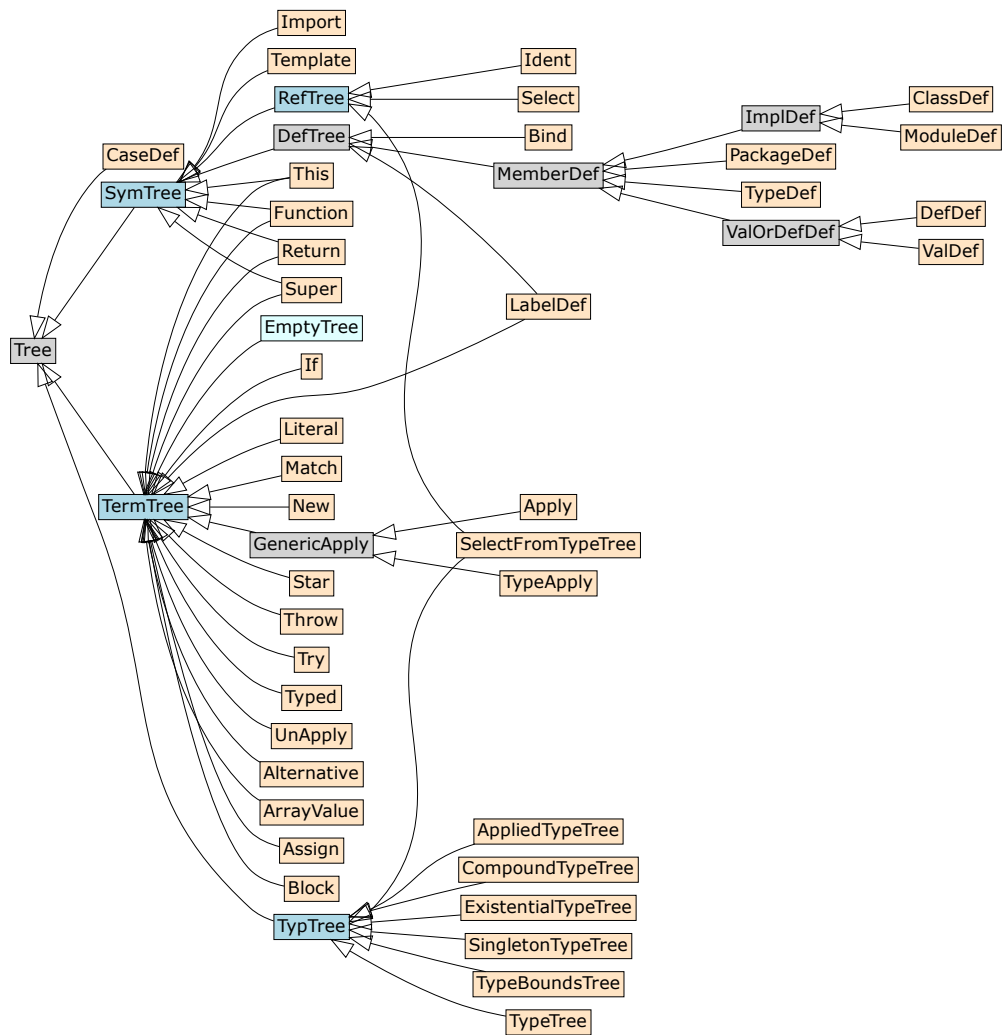 Import
Template
RefTree
DefTree
CaseDef
SymTree
This
Function
Return
Super
EmptyTree
If
Tree
Literal
Match
TermTree
New
GenericApply
Star
Throw
Try
Typed
UnApply
Alternative
ArrayValue
Assign
Block
TypTree
Ident
Select
Bind
MemberDef
LabelDef
Apply
SelectFromTypeTree
TypeApply
AppliedTypeTree
CompoundTypeTree
ExistentialTypeTree
SingletonTypeTree
TypeBoundsTree
TypeTree
ImplDef
PackageDef
TypeDef
ValOrDefDef
ClassDef
ModuleDef
DefDef
ValDef